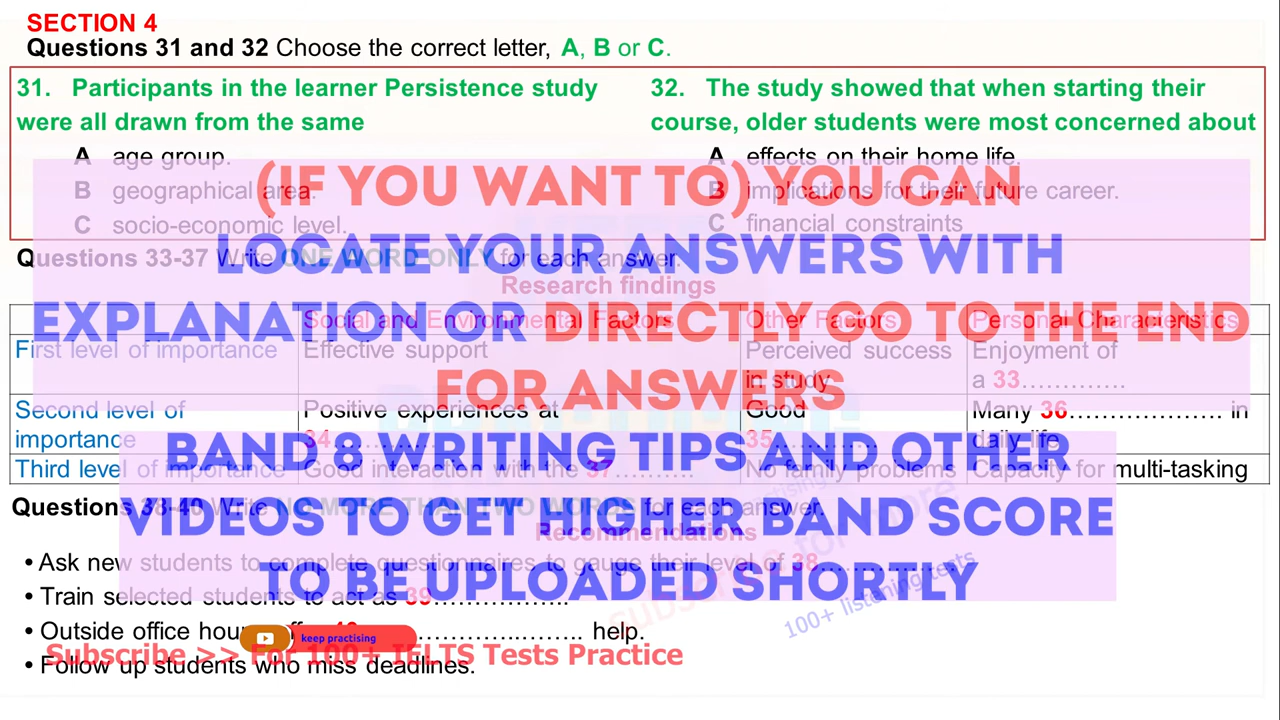 SECTION 4
Questions 31 and 32 Choose the correct letter, A, B or C.
31. Participants in the learner Persistence study were all drawn from the same
A age group.
B geographical area.
C socio-economic level.
32. The study showed that when starting their course, older students were most concerned about
A effects on their home life.
B implications for their future career.
C financial constraints
(IF YOU WANT TO) YOU CAN
LOCATE YOUR ANSWERS WITH
EXPLANATION OR DIRECTLY GO TO THE END
FOR ANSWERS
Questions 33-37 Write ONE WORD ONLY for each answer.
Research findings
Social and Environmental Factors Other Factors Personal Characteristics
First level of importance Effective support Perceived success in study Enjoyment of a 33.............
Second level of importance Positive experiences at 34............ Good 35............ Many 36.................... in daily life
Third level of importance Good interaction with the 37........... No family problems Capacity for multi-tasking
BAND 8 WRITING TIPS AND OTHER
VIDEOS TO GET HIGHER BAND SCORE
TO BE UPLOADED SHORTLY
Questions 38-40 Write NO MORE THAN TWO WORDS for each answer.
Recommendations
• Ask new students to complete questionnaires to gauge their level of 38............
• Train selected students to act as 39..................
• Outside office hours, offer 40........................ help.
• Follow up students who miss deadlines.
keep practising
Subscribe >> For 100+ IELTS Tests Practice
subscribe for more
100+ listening tests